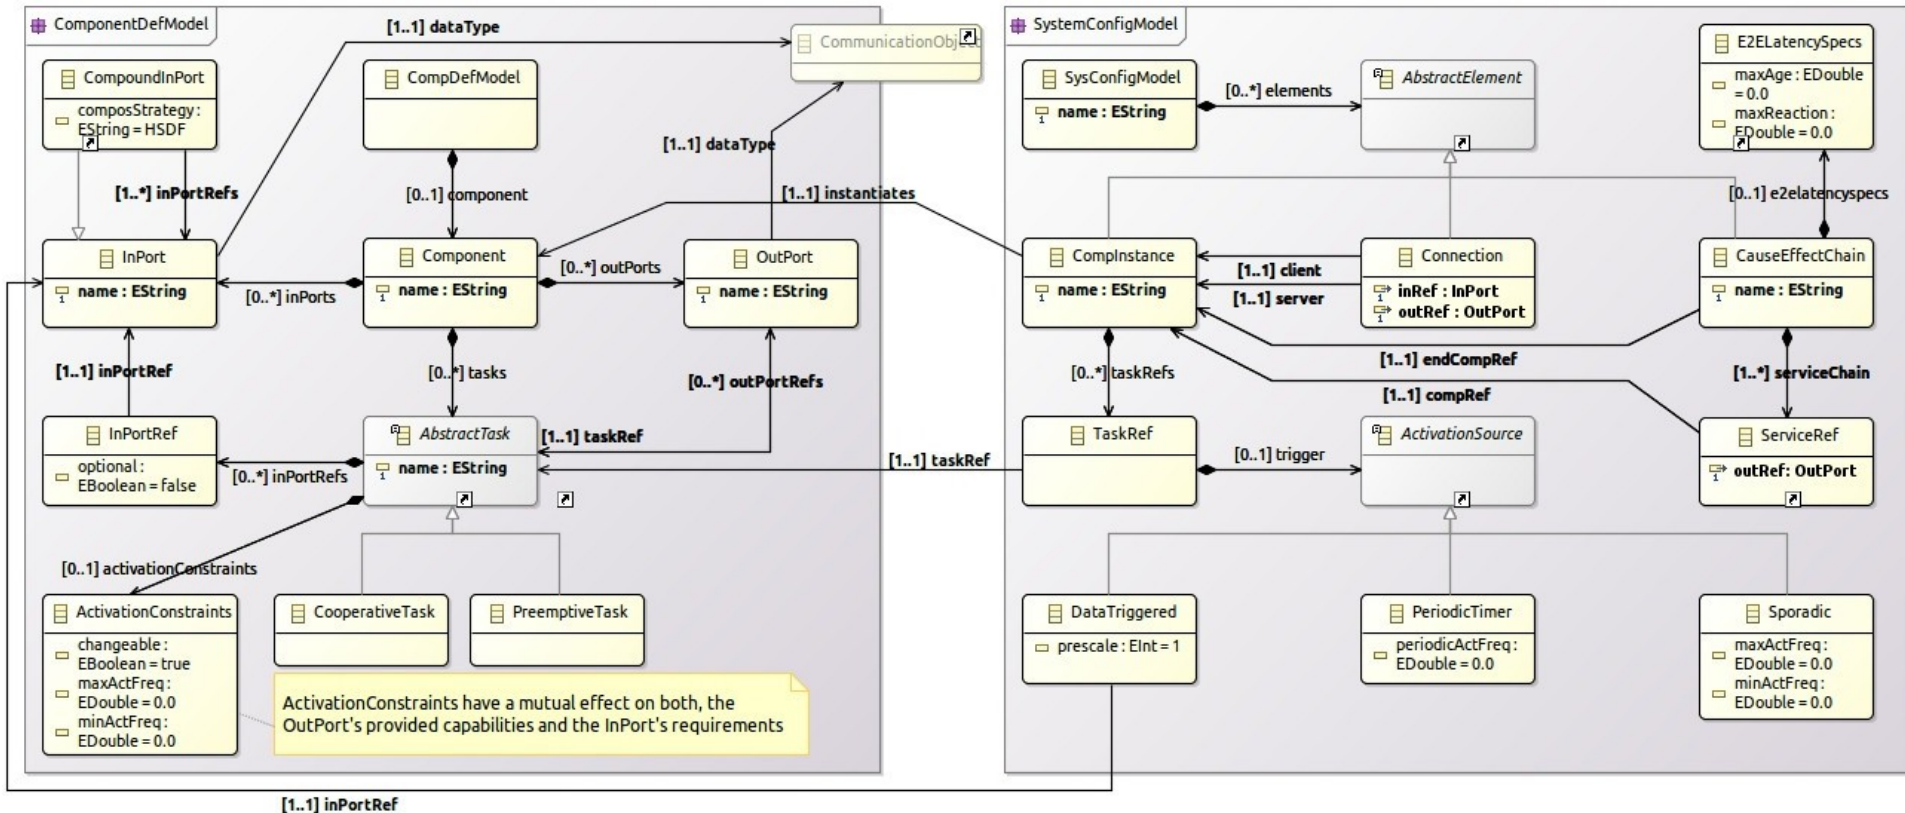 ComponentDefModel
[1..1] dataType
CommunicationObjec
CompoundInPort
composStrategy :
EString = HSDF
CompDefModel
[1..1] dataType
[1..*] inPortRefs
[0..1] component
InPort
name : EString
[0..*] inPorts
Component
name : EString
[0..*] outPorts
OutPort
name : EString
[1..1] inPortRef
[0..*] tasks
[0..*] outPortRefs
InPortRef
optional :
EBoolean = false
[0..*] inPortRefs
AbstractTask
name : EString
[1..1] taskRef
[0..1] activationConstraints
ActivationConstraints
changeable :
EBoolean = true
maxActFreq :
EDouble = 0.0
minActFreq :
EDouble = 0.0
CooperativeTask
PreemptiveTask
ActivationConstraints have a mutual effect on both, the
OutPort's provided capabilities and the InPort's requirements
[1..1] inPortRef
[1..1] instantiates
[1..1] taskRef
SystemConfigModel
SysConfigModel
name : EString
[0..*] elements
AbstractElement
E2ELatencySpecs
maxAge : EDouble
= 0.0
maxReaction :
EDouble = 0.0
[0..1] e2elatencyspecs
CompInstance
name : EString
[1..1] client
[1..1] server
Connection
inRef : InPort
outRef : OutPort
CauseEffectChain
name : EString
[1..1] endCompRef
[0..*] taskRefs
[1..1] compRef
[1..*] serviceChain
TaskRef
[0..1] trigger
ActivationSource
ServiceRef
outRef: OutPort
DataTriggered
prescale : EInt = 1
PeriodicTimer
periodicActFreq :
EDouble = 0.0
Sporadic
maxActFreq :
EDouble = 0.0
minActFreq :
EDouble = 0.0